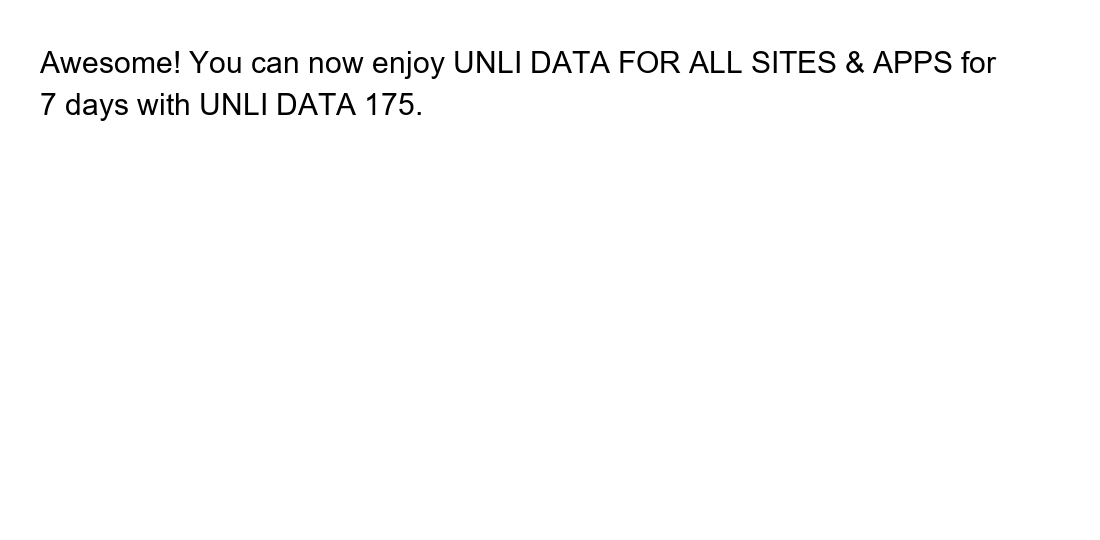 Awesome! You can now enjoy UNLI DATA FOR ALL SITES & APPS for
7 days with UNLI DATA 175.